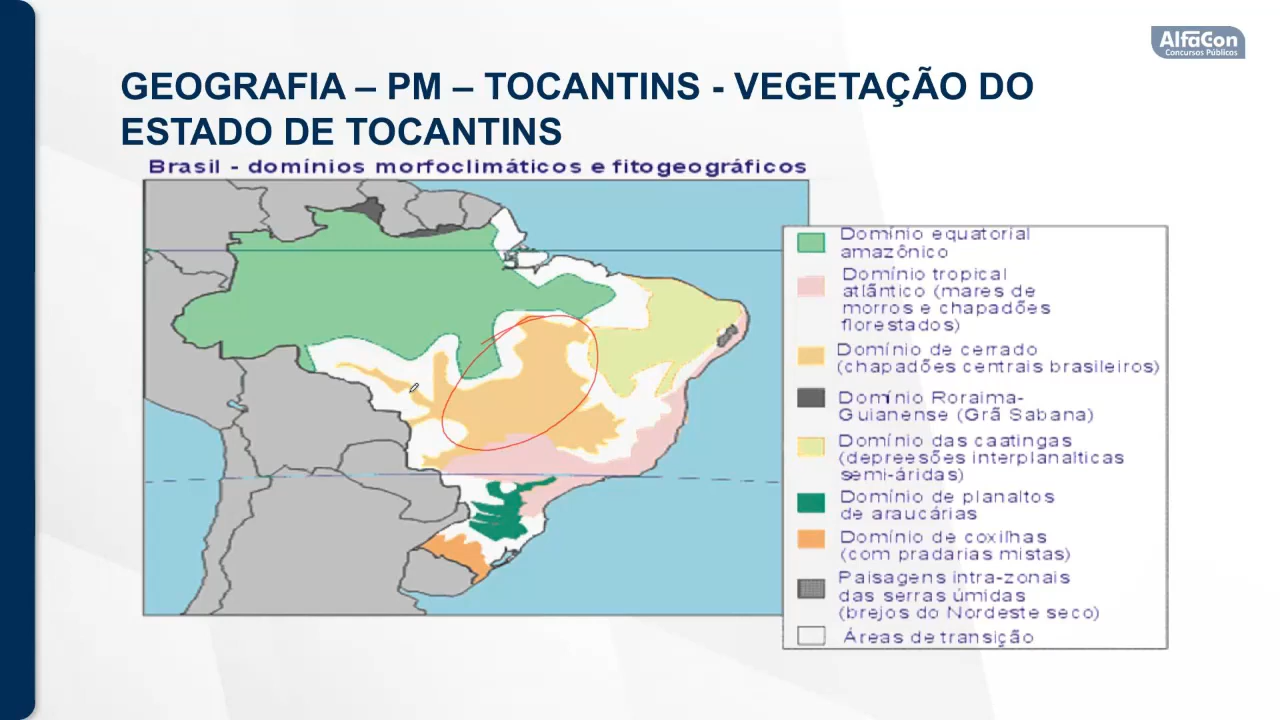 AlfaCon
Concursos Públicos
GEOGRAFIA – PM – TOCANTINS - VEGETAÇÃO DO
ESTADO DE TOCANTINS
Brasil - domínios morfoclimáticos e fitogeográficos
Domínio equatorial
amazônico
Domínio tropical
atlãntico (mares de
morros e chapadões
florestados)
Domínio de cerrado
(chapadões centrais brasileiros)
Domínio Roraima-
Guianense (Grã Sabana)
Domínio das caatingas
(depreesões interplanalticas
semi-áridas)
Domínio de planaltos
de araucárias
Domínio de coxilhas
(com pradarias mistas)
Paisagens intra-zonais
das serras úmidas
(brejos do Nordeste seco)
Áreas de transição